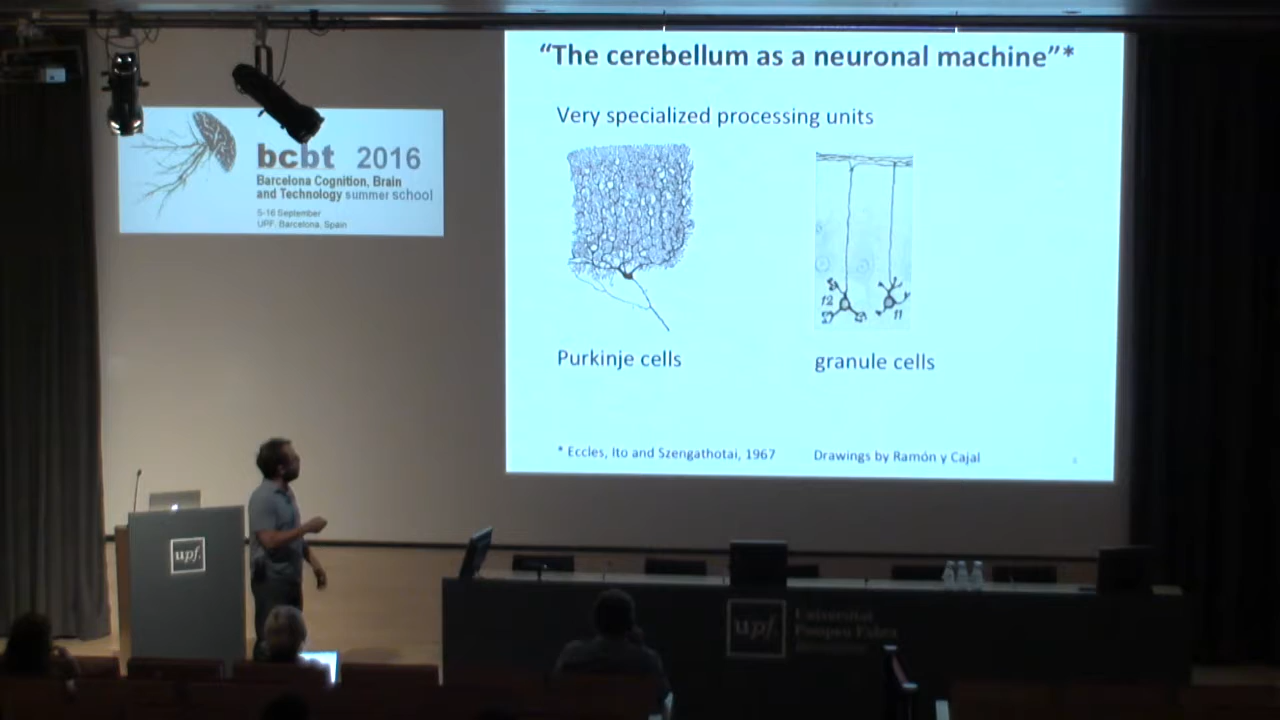 bcbt 2016
Barcelona Cognition, Brain
and Technology summer school
5-16 September
UPF, Barcelona, Spain
“The cerebellum as a neuronal machine”*
Very specialized processing units
12
11
Purkinje cells
granule cells
* Eccles, Ito and Szengathotai, 1967
Drawings by Ramón y Cajal
upf.
upf.
Universitat
Pompeu Fabra